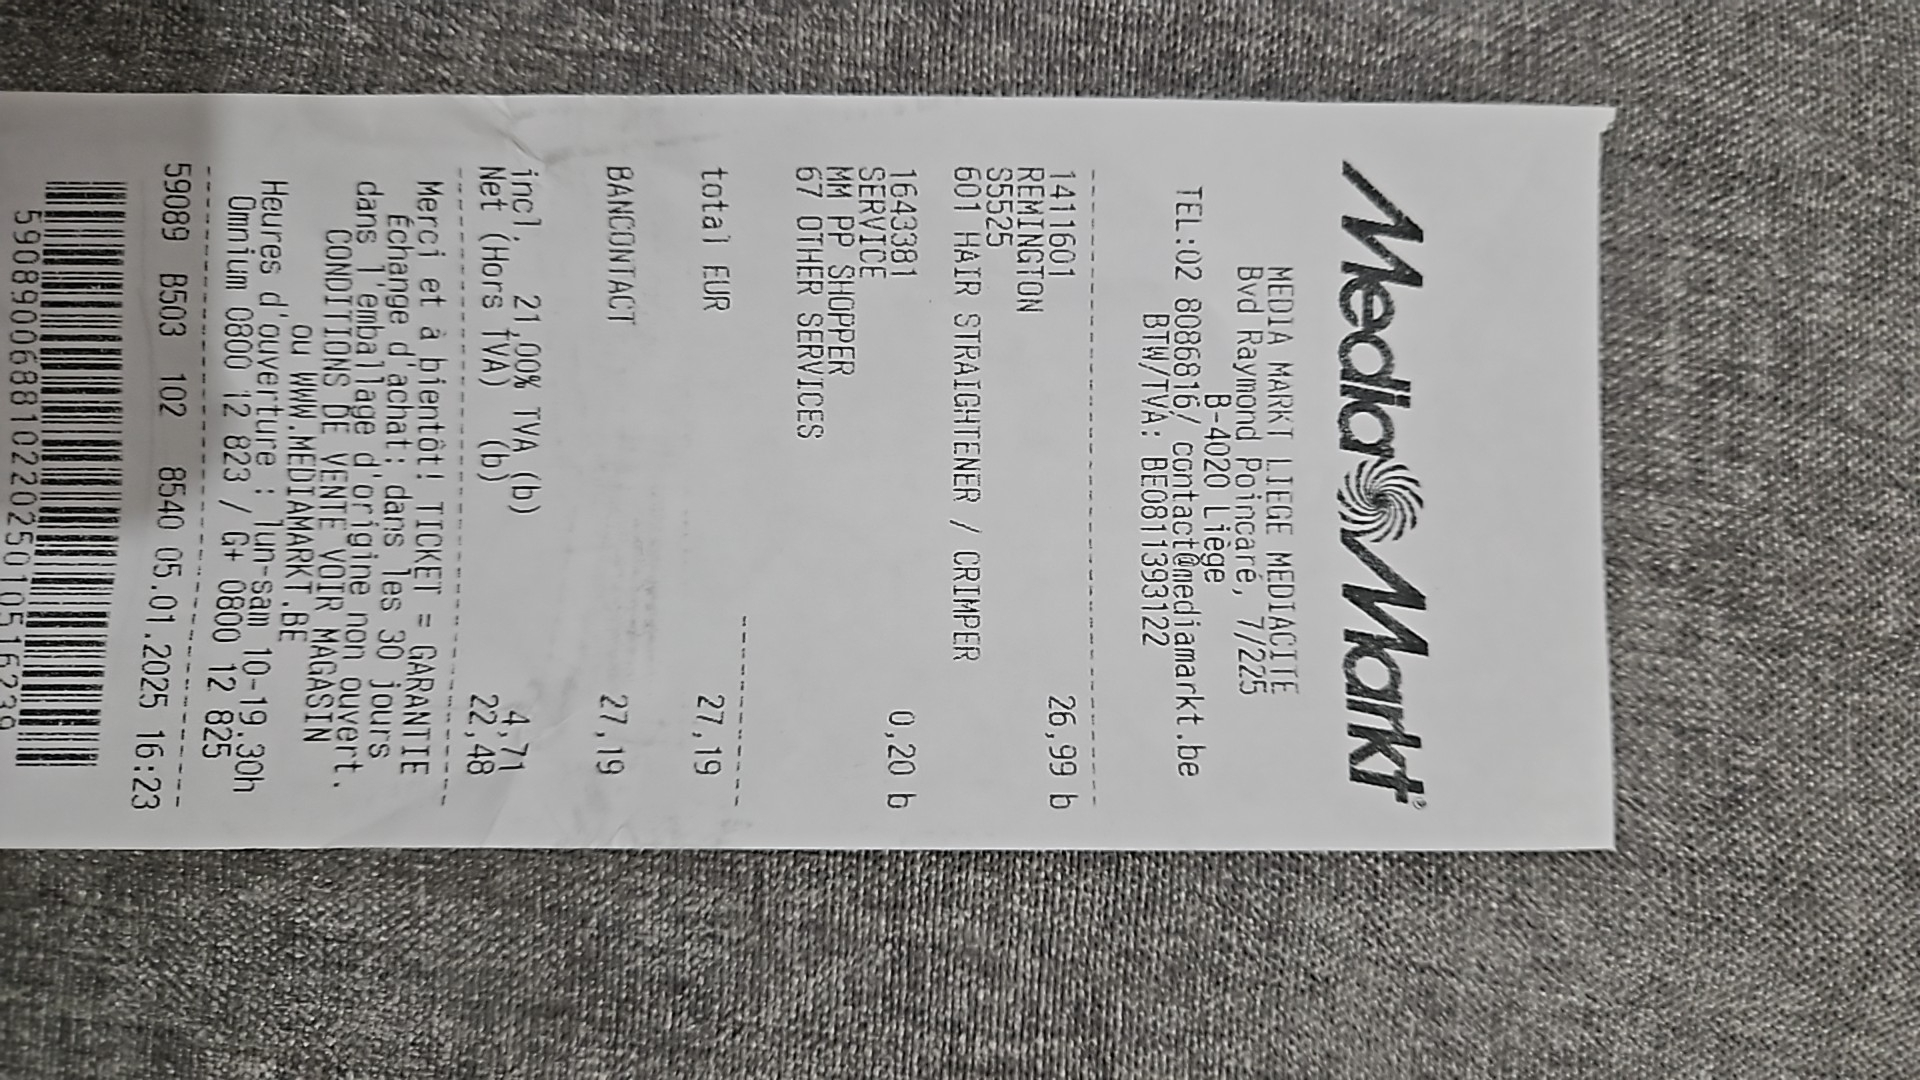 Media Markt®
MEDIA MARKT LIEGE MEDIACITE
Bvd Raymond Poincaré, 7/225
B-4020 Liège
TEL:02 8086816/ contact@mediamarkt.be
BTW/TVA: BE0811393122
1411601 26,99 b
REMINGTON
S5525
601 HAIR STRAIGHTENER / CRIMPER
1643381 0,20 b
SERVICE
MM PP SHOPPER
67 OTHER SERVICES
total EUR 27,19
BANCONTACT 27,19
incl. 21,00% TVA (b) 4,71
Net (Hors TVA) (b) 22,48
Merci et à bientôt! TICKET = GARANTIE
Échange d'achat: dans les 30 jours
dans l'emballage d'origine non ouvert.
CONDITIONS DE VENTE VOIR MAGASIN
ou WWW.MEDIAMARKT.BE
Heures d'ouverture : lun-sam 10-19.30h
Omnium 0800 12 823 / G+ 0800 12 825
59089 B503 102 8540 05.01.2025 16:23